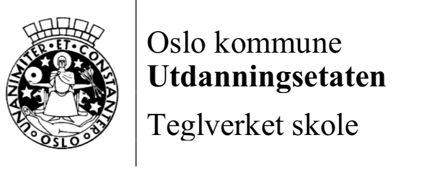 UNANIMITER·ET·CONSTANTER·OSLO·
Oslo kommune
Utdanningsetaten
Teglverket skole